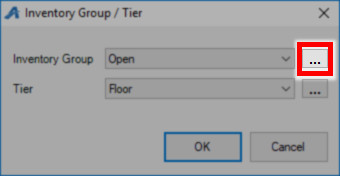 Inventory Group / Tier
Inventory Group Open ...
Tier Floor ...
OK Cancel